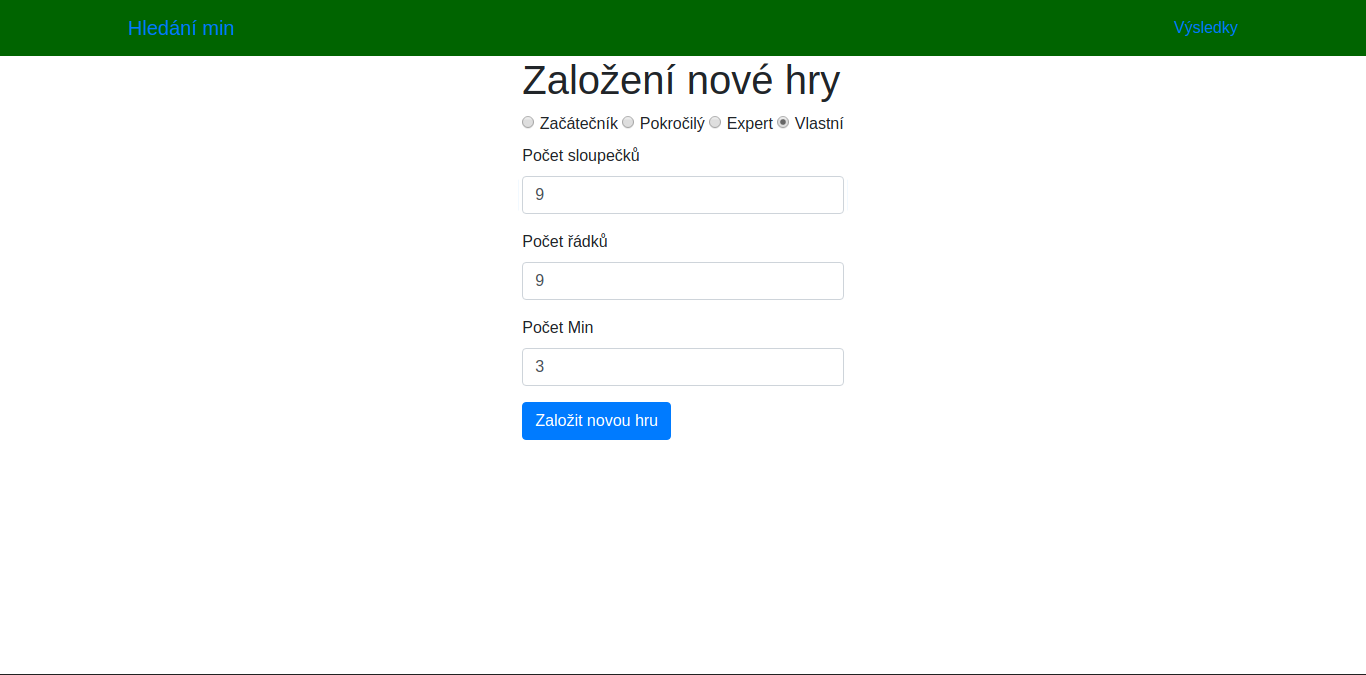 Hledání min Výsledky
Založení nové hry
Začátečník Pokročilý Expert Vlastní
Počet sloupečků
9
Počet řádků
9
Počet Min
3
Založit novou hru